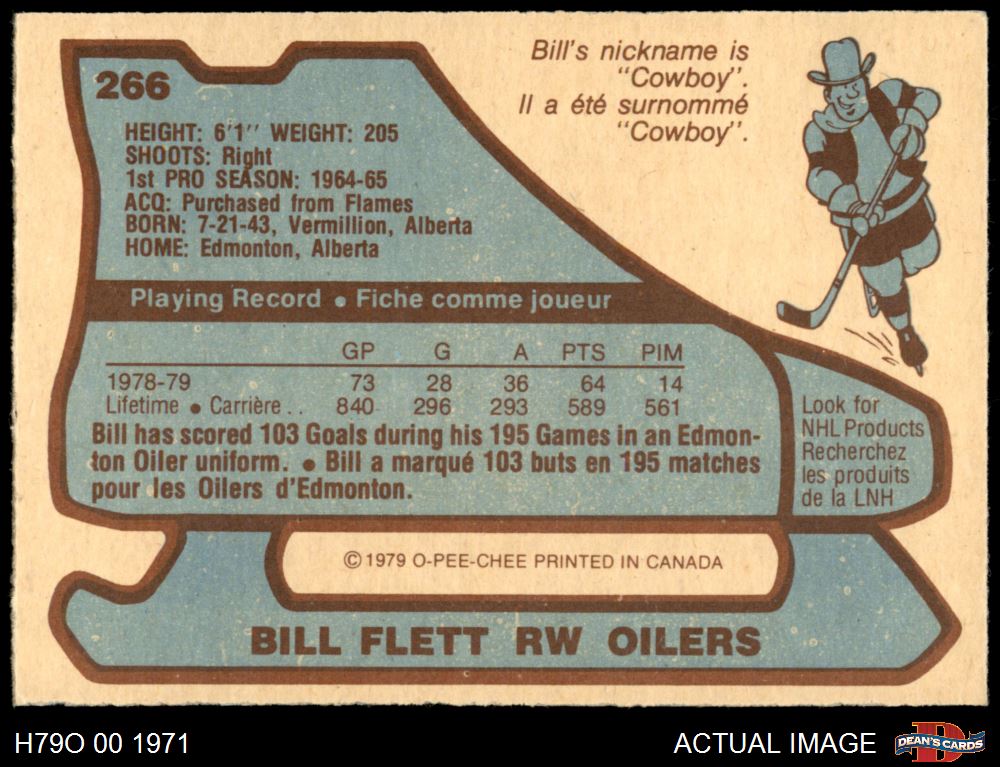 266
Bill's nickname is
"Cowboy".
Il a été surnommé
"Cowboy".
HEIGHT: 6'1" WEIGHT: 205
SHOOTS: Right
1st PRO SEASON: 1964-65
ACQ: Purchased from Flames
BORN: 7-21-43, Vermillion, Alberta
HOME: Edmonton, Alberta
Playing Record • Fiche comme joueur
GP G A PTS PIM
1978-79 73 28 36 64 14
Lifetime • Carrière . . 840 296 293 589 561
Bill has scored 103 Goals during his 195 Games in an Edmon-
ton Oiler uniform. • Bill a marqué 103 buts en 195 matches
pour les Oilers d'Edmonton.
Look for
NHL Products
Recherchez
les produits
de la LNH
© 1979 O-PEE-CHEE PRINTED IN CANADA
BILL FLETT RW OILERS
H79O 00 1971
ACTUAL IMAGE
D
DEAN'S CARDS